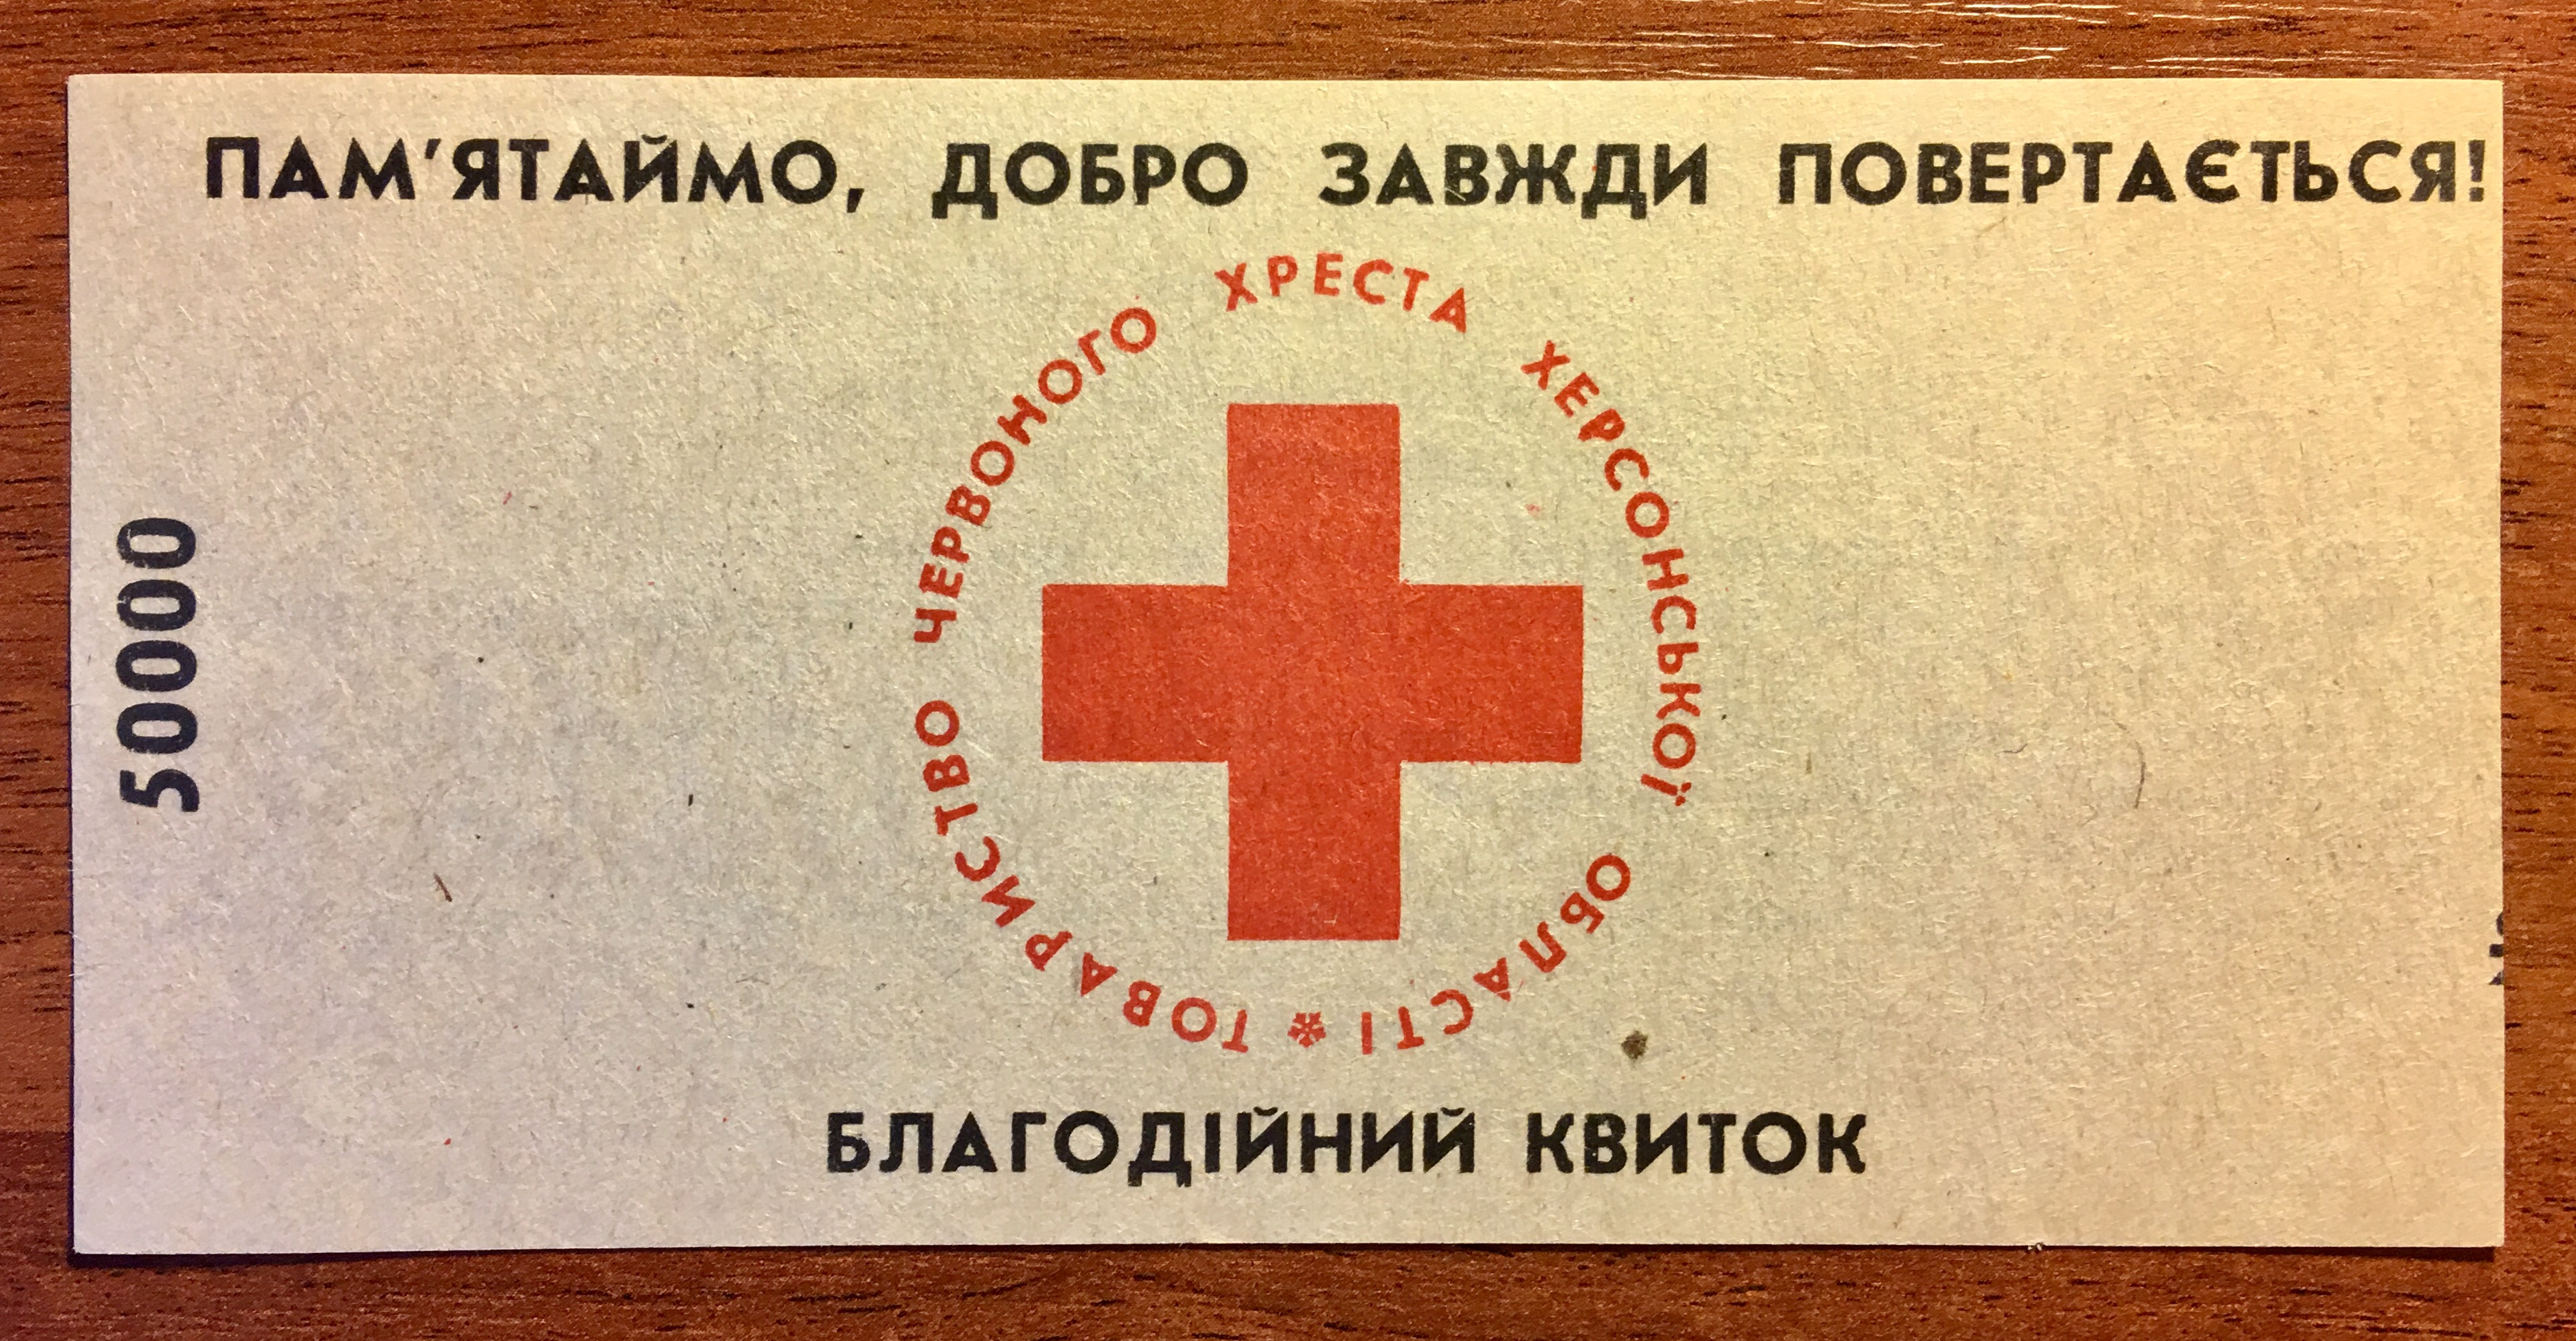 ПАМ'ЯТАЙМО, ДОБРО ЗАВЖДИ ПОВЕРТАЄТЬСЯ!
ТОВАРИСТВО ЧЕРВОНОГО ХРЕСТА ХЕРСОНСЬКОЇ ОБЛАСТІ *
50000
БЛАГОДІЙНИЙ КВИТОК